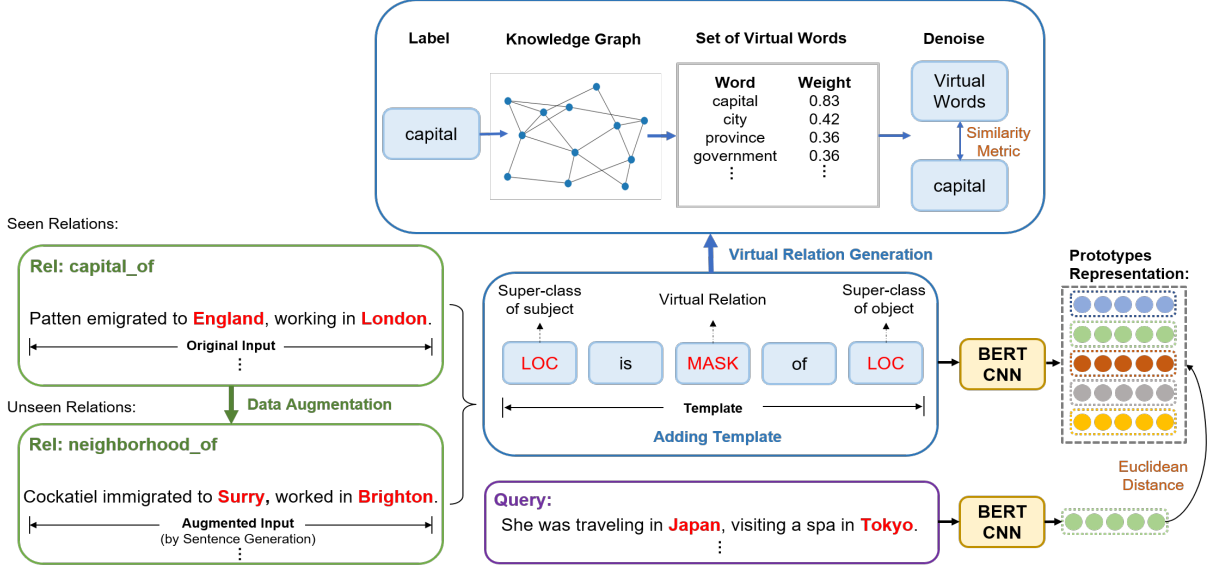 Label
Knowledge Graph
Set of Virtual Words
Denoise
capital
Word Weight
capital 0.83
city 0.42
province 0.36
government 0.36
⋮ ⋮
Virtual
Words
Similarity
Metric
capital
Virtual Relation Generation
Seen Relations:
Rel: capital_of
Patten emigrated to England, working in London.
Original Input
⋮
Data Augmentation
Unseen Relations:
Rel: neighborhood_of
Cockatiel immigrated to Surry, worked in Brighton.
Augmented Input
(by Sentence Generation)
⋮
Super-class
of subject
Virtual Relation
Super-class
of object
LOC is MASK of LOC
Template
Adding Template
BERT
CNN
Prototypes
Representation:
Query:
She was traveling in Japan, visiting a spa in Tokyo.
⋮
BERT
CNN
Euclidean
Distance